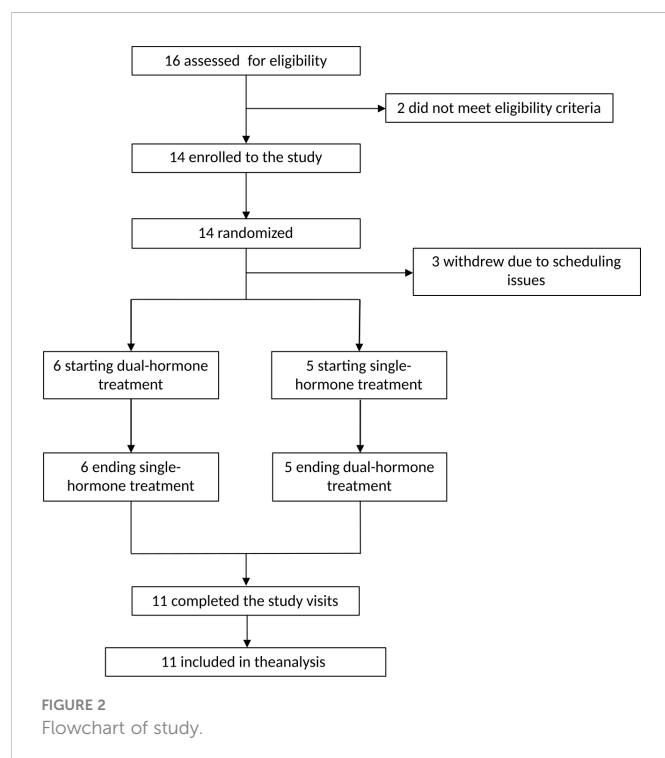 16 assessed for eligibility
2 did not meet eligibility criteria
14 enrolled to the study
14 randomized
3 withdrew due to scheduling
issues
6 starting dual-hormone
treatment
5 starting single-
hormone treatment
6 ending single-
hormone treatment
5 ending dual-hormone
treatment
11 completed the study visits
11 included in theanalysis
FIGURE 2
Flowchart of study.